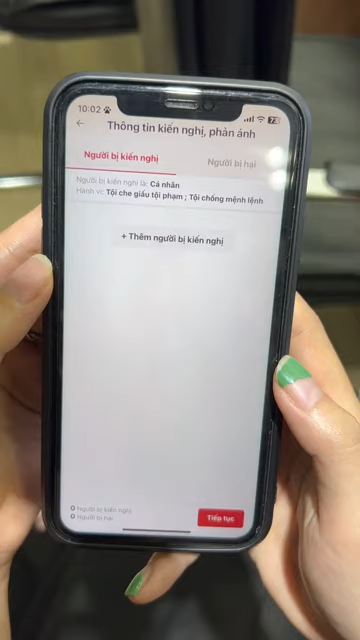 10:02
73
Thông tin kiến nghị, phản ánh
Người bị kiến nghị
Người bị hại
Người bị kiến nghị là: Cá nhân
Hành vi: Tội che giấu tội phạm ; Tội chống mệnh lệnh
+ Thêm người bị kiến nghị
0 Người bị kiến nghị
0 Người bị hại
Tiếp tục